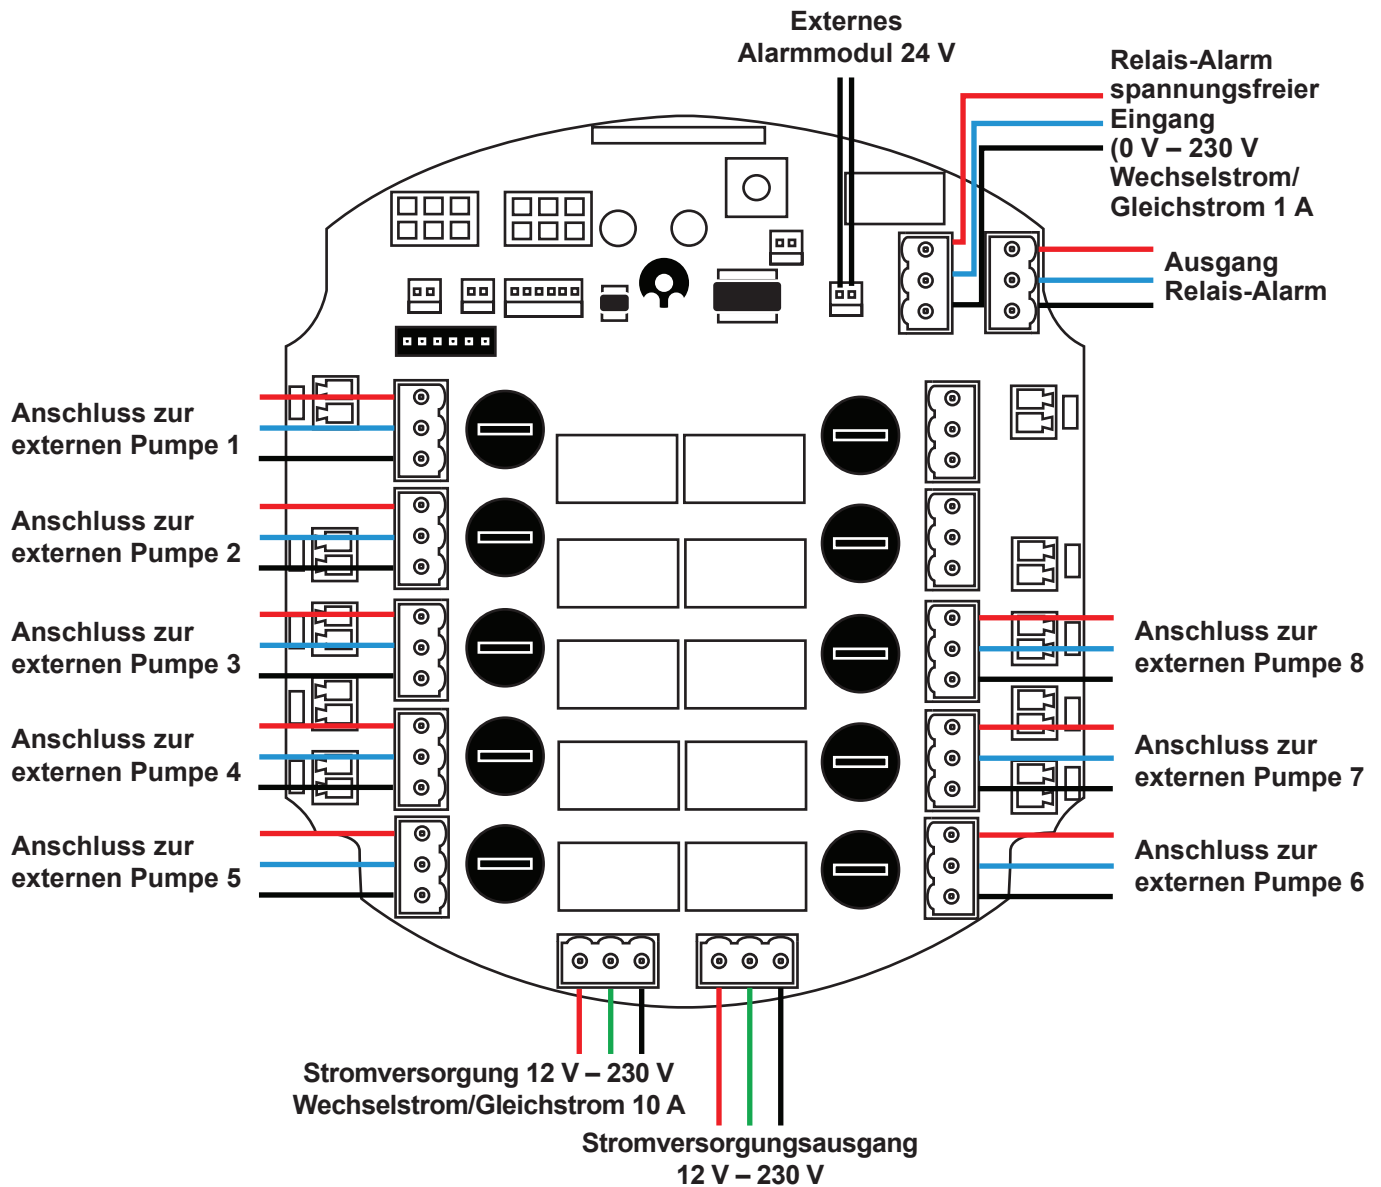 Externes
Alarmmodul 24 V
Relais-Alarm
spannungsfreier
Eingang
(0 V – 230 V
Wechselstrom/
Gleichstrom 1 A
Ausgang
Relais-Alarm
Anschluss zur
externen Pumpe 1
Anschluss zur
externen Pumpe 2
Anschluss zur
externen Pumpe 3
Anschluss zur
externen Pumpe 4
Anschluss zur
externen Pumpe 5
Anschluss zur
externen Pumpe 8
Anschluss zur
externen Pumpe 7
Anschluss zur
externen Pumpe 6
Stromversorgung 12 V – 230 V
Wechselstrom/Gleichstrom 10 A
Stromversorgungsausgang
12 V – 230 V